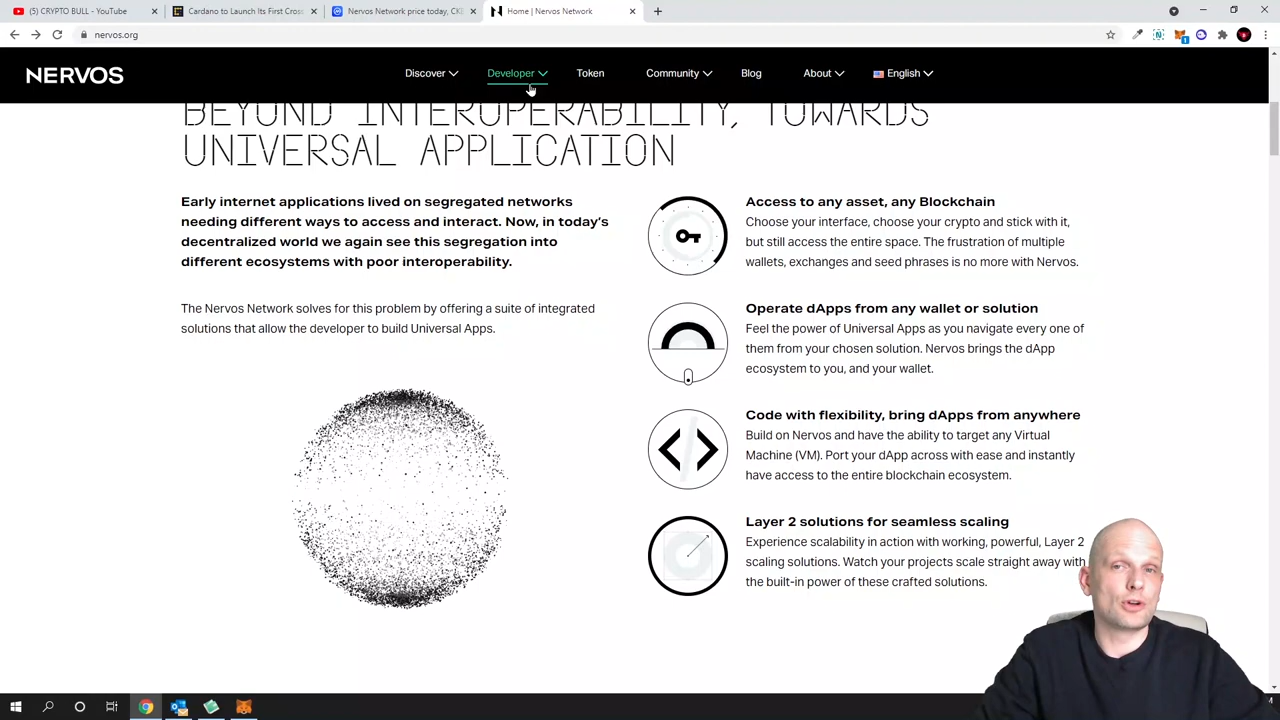 (5) CRYPTO BULL - YouTube
Cardano to Launch Its First Cross
Nervos Network price today, CKB
Home | Nervos Network
nervos.org
1
NERVOS
Discover
Developer
Token
Community
Blog
About
English
BEYOND INTEROPERABILITY, TOWARDS
UNIVERSAL APPLICATION
Early internet applications lived on segregated networks
needing different ways to access and interact. Now, in today's
decentralized world we again see this segregation into
different ecosystems with poor interoperability.
The Nervos Network solves for this problem by offering a suite of integrated
solutions that allow the developer to build Universal Apps.
Access to any asset, any Blockchain
Choose your interface, choose your crypto and stick with it,
but still access the entire space. The frustration of multiple
wallets, exchanges and seed phrases is no more with Nervos.
Operate dApps from any wallet or solution
Feel the power of Universal Apps as you navigate every one of
them from your chosen solution. Nervos brings the dApp
ecosystem to you, and your wallet.
Code with flexibility, bring dApps from anywhere
Build on Nervos and have the ability to target any Virtual
Machine (VM). Port your dApp across with ease and instantly
have access to the entire blockchain ecosystem.
Layer 2 solutions for seamless scaling
Experience scalability in action with working, powerful, Layer 2
scaling solutions. Watch your projects scale straight away with
the built-in power of these crafted solutions.